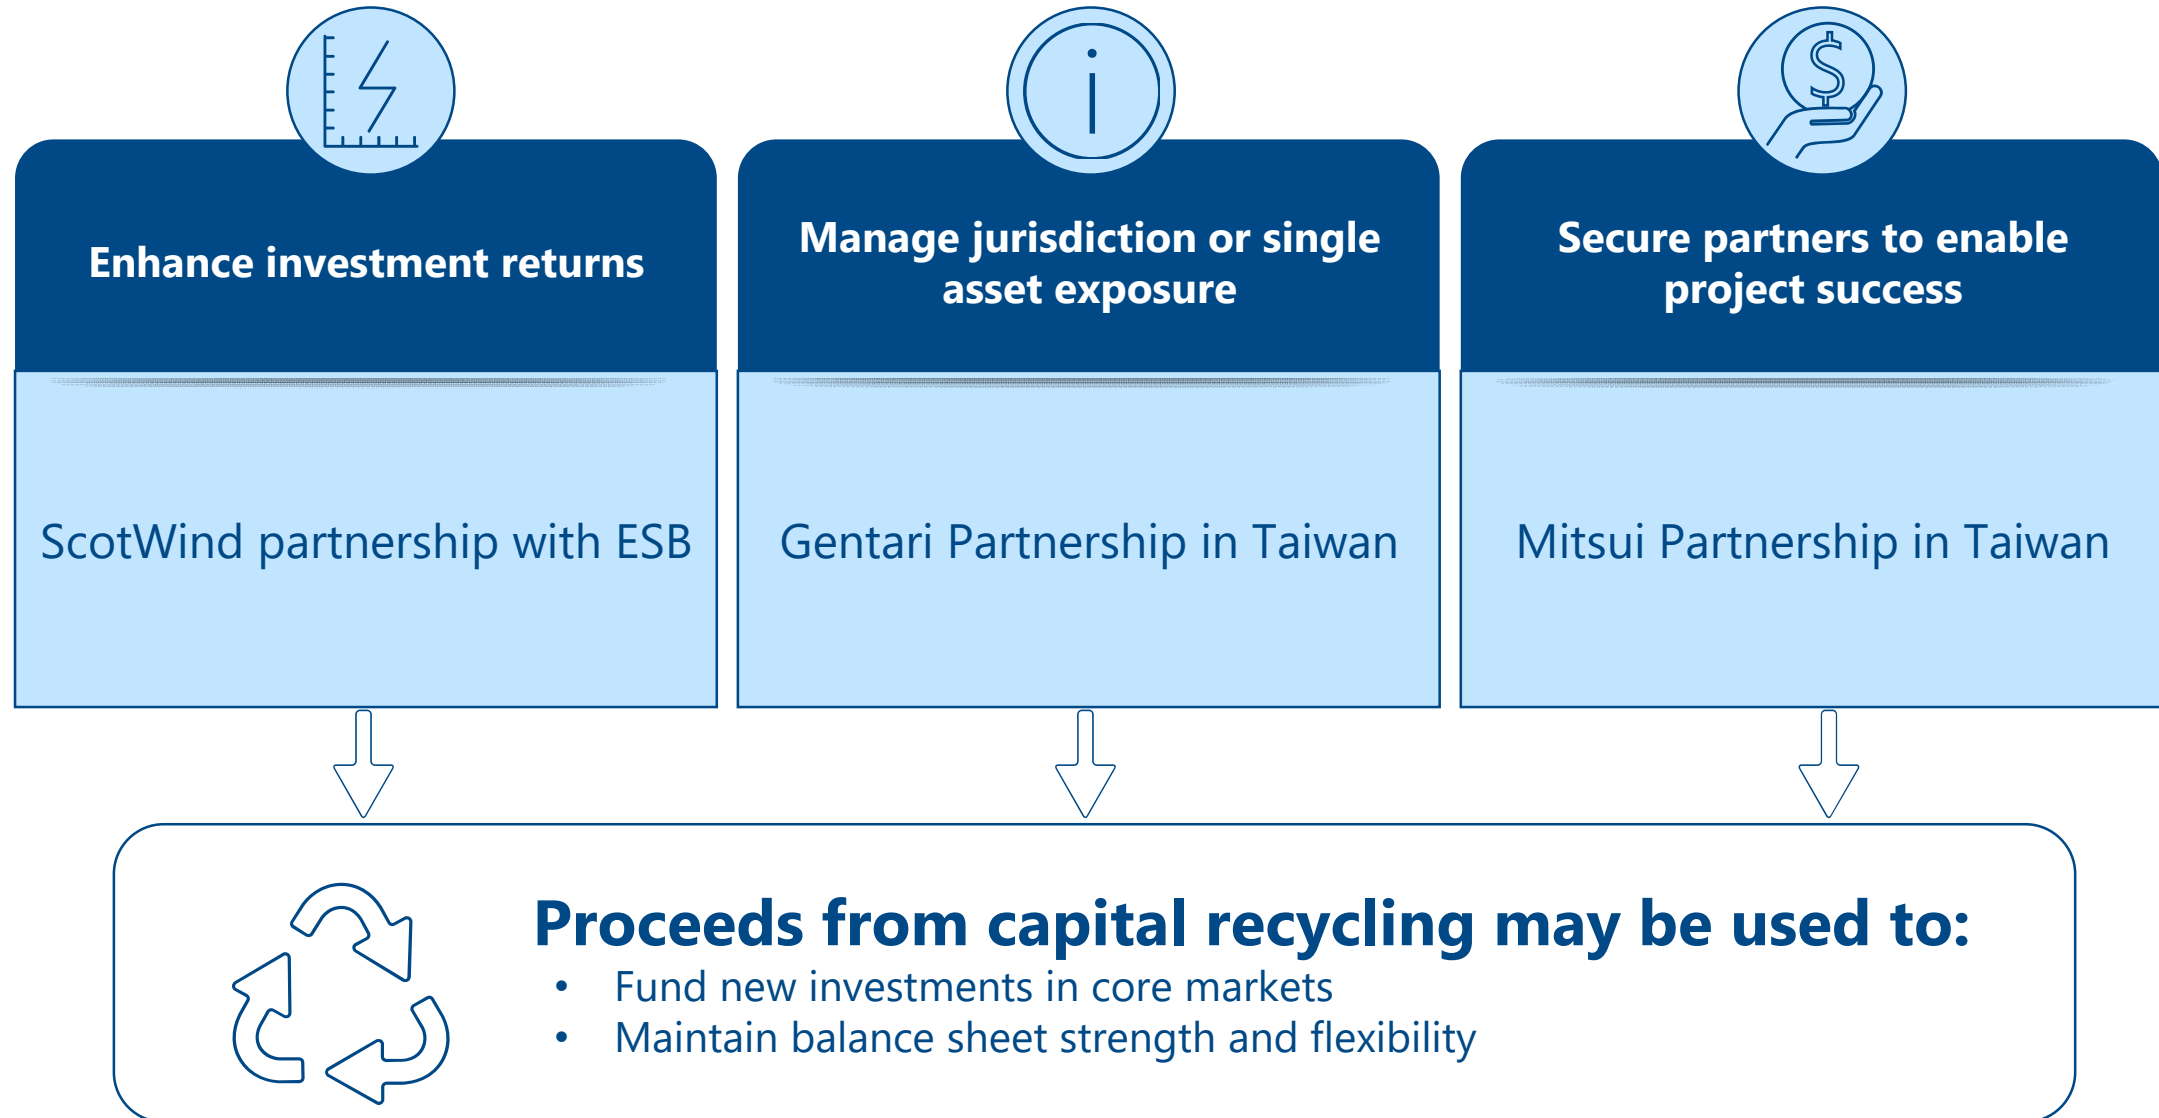 Enhance investment returns
Manage jurisdiction or single
asset exposure
Secure partners to enable
project success
ScotWind partnership with ESB
Gentari Partnership in Taiwan
Mitsui Partnership in Taiwan
Proceeds from capital recycling may be used to:
• Fund new investments in core markets
• Maintain balance sheet strength and flexibility